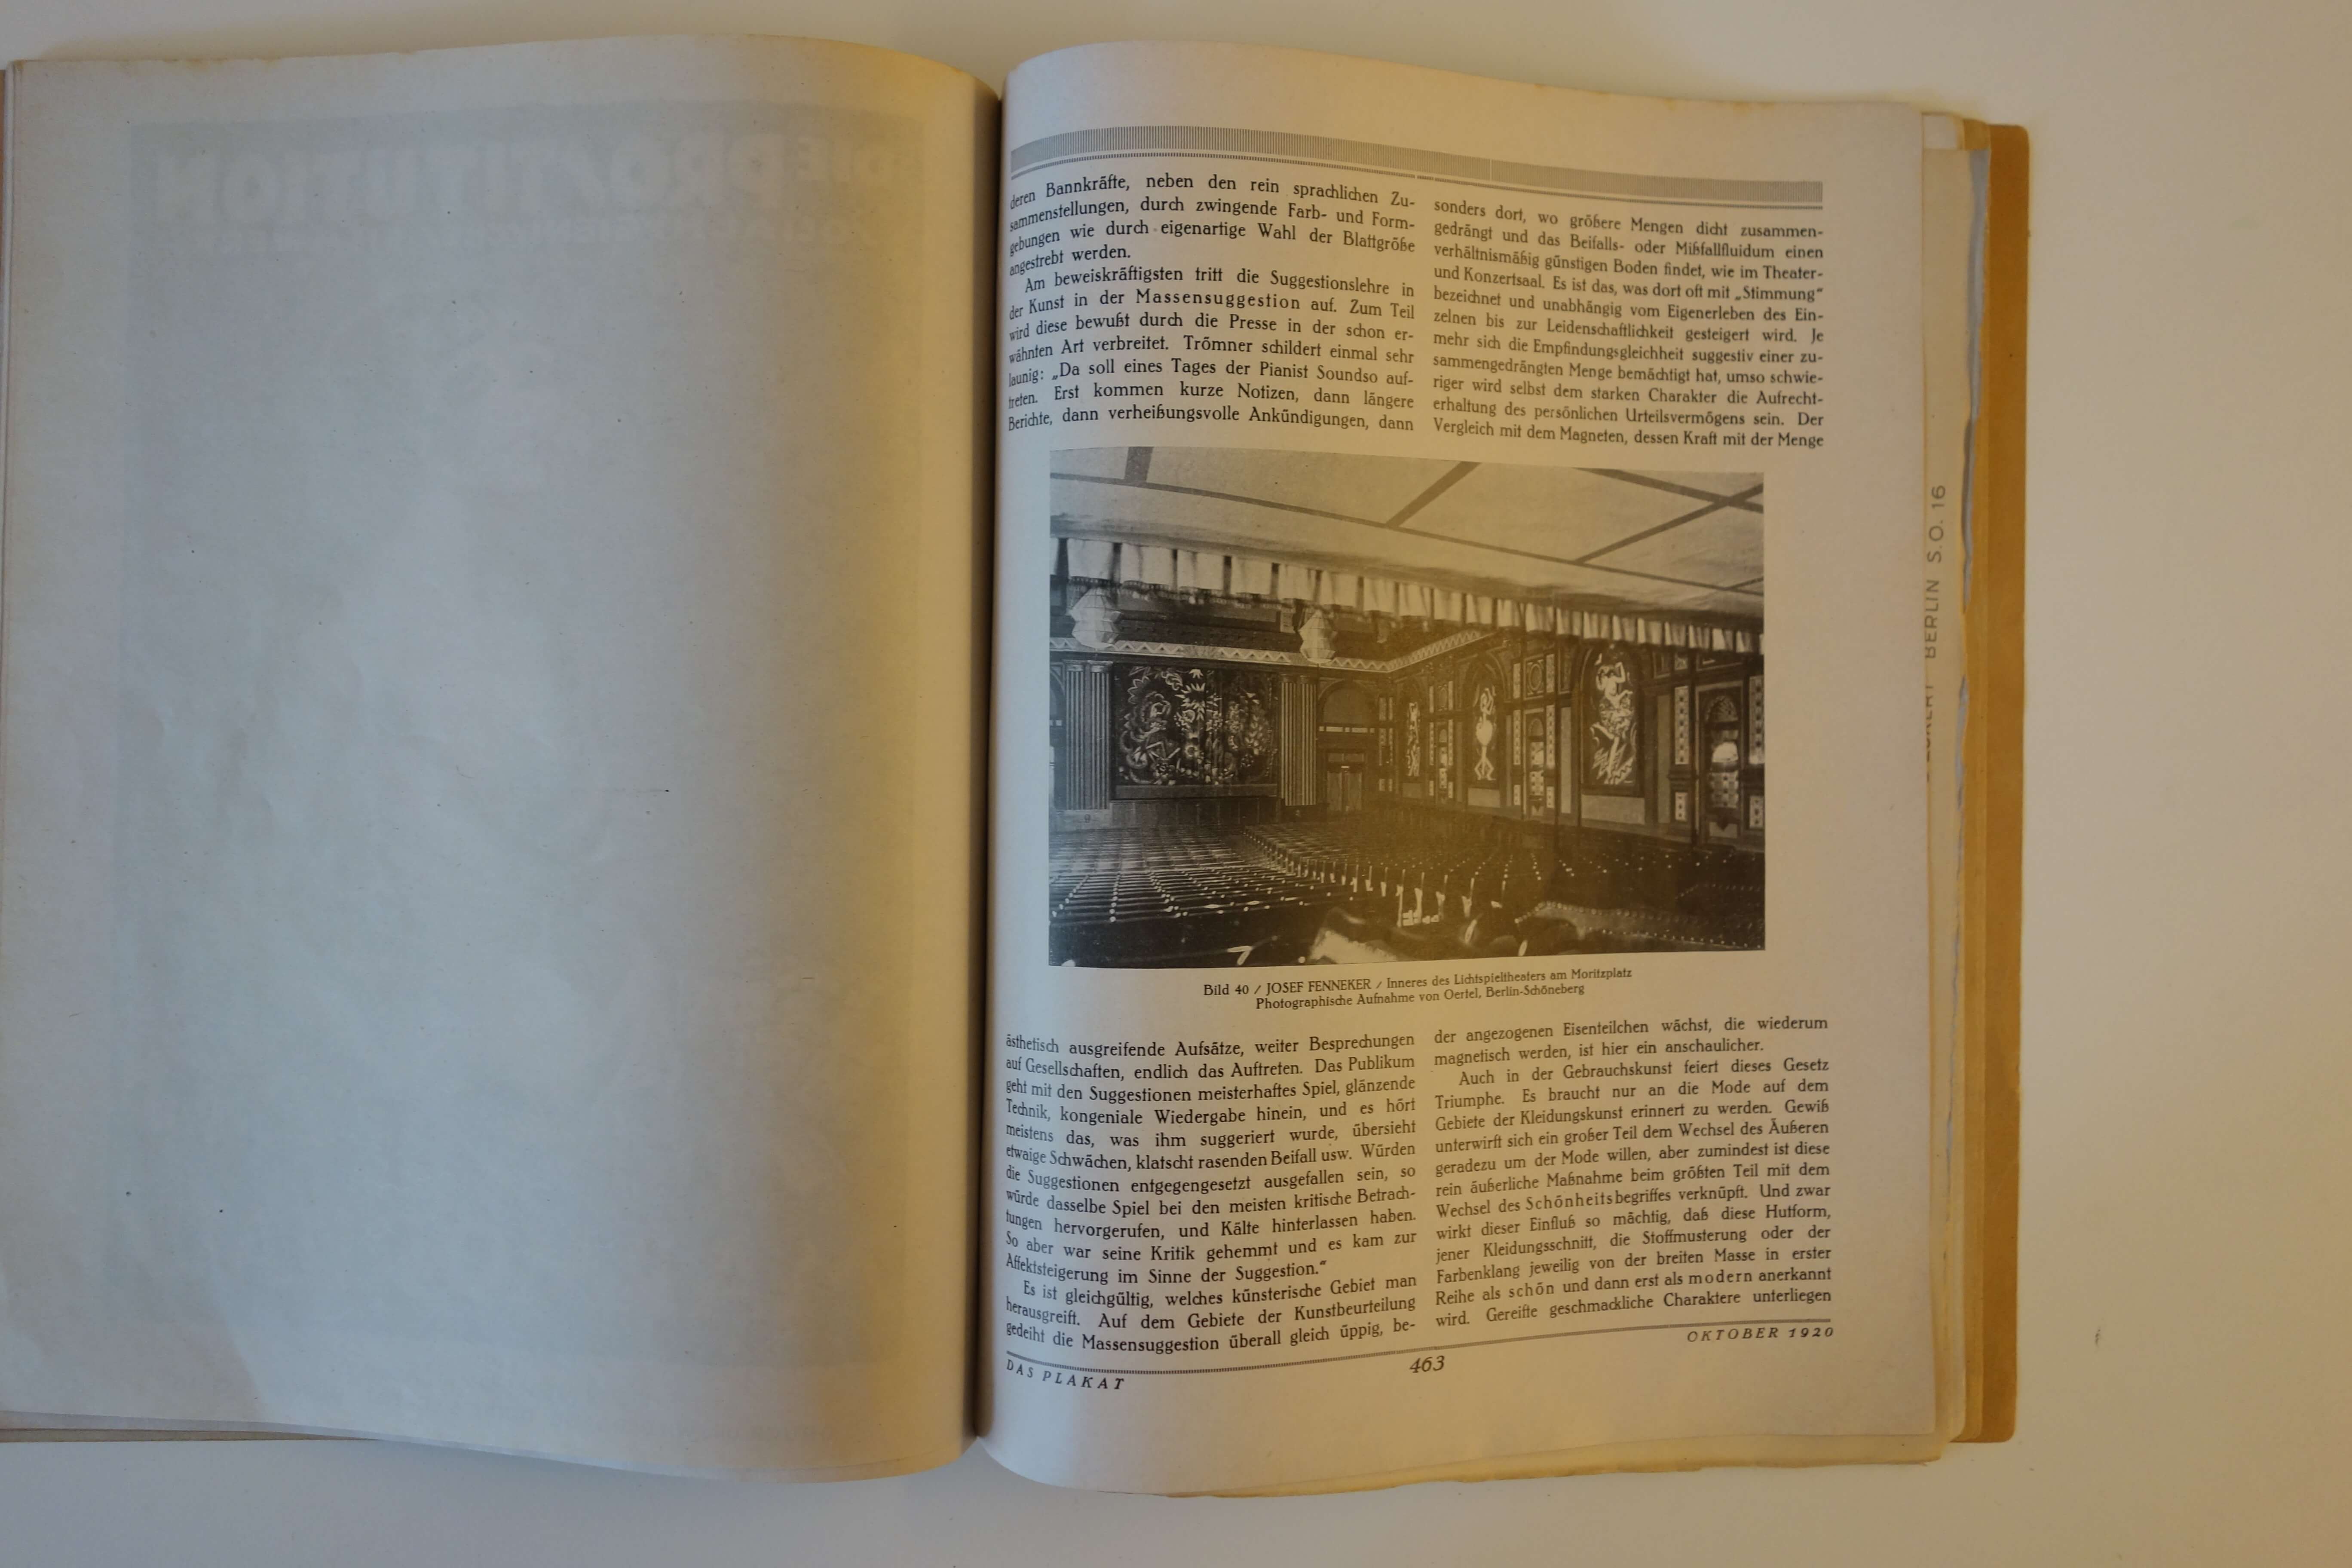 deren Bannkräfte, neben den rein sprachlichen Zu-
sammenstellungen, durch zwingende Farb- und Form-
gebungen wie durch eigenartige Wahl der Blattgröße
angestrebt werden.
Am beweiskräftigsten tritt die Suggestionslehre in
der Kunst in der Massensuggestion auf. Zum Teil
wird diese bewußt durch die Presse in der schon er-
wähnten Art verbreitet. Trömner schildert einmal sehr
launig: „Da soll eines Tages der Pianist Soundso auf-
treten. Erst kommen kurze Notizen, dann längere
Berichte, dann verheißungsvolle Ankündigungen, dann
ästhetisch ausgreifende Aufsätze, weiter Besprechungen
auf Gesellschaften, endlich das Auftreten. Das Publikum
geht mit den Suggestionen meisterhaftes Spiel, glänzende
Technik, kongeniale Wiedergabe hinein, und es hört
meistens das, was ihm suggeriert wurde, übersieht
etwaige Schwächen, klatscht rasenden Beifall usw. Würden
die Suggestionen entgegengesetzt ausgefallen sein, so
würde dasselbe Spiel bei den meisten kritische Betrach-
tungen hervorgerufen, und Kälte hinterlassen haben.
So aber war seine Kritik gehemmt und es kam zur
Affektsteigerung im Sinne der Suggestion.“
Es ist gleichgültig, welches künsterische Gebiet man
herausgreift. Auf dem Gebiete der Kunstbeurteilung
gedeiht die Massensuggestion überall gleich üppig, be-
sonders dort, wo größere Mengen dicht zusammen-
gedrängt und das Beifalls- oder Mißfallfluidum einen
verhältnismäßig günstigen Boden findet, wie im Theater-
und Konzertsaal. Es ist das, was dort oft mit „Stimmung“
bezeichnet und unabhängig vom Eigenerleben des Ein-
zelnen bis zur Leidenschaftlichkeit gesteigert wird. Je
mehr sich die Empfindungsgleichheit suggestiv einer zu-
sammengedrängten Menge bemächtigt hat, umso schwie-
riger wird selbst dem starken Charakter die Aufrecht-
erhaltung des persönlichen Urteilsvermögens sein. Der
Vergleich mit dem Magneten, dessen Kraft mit der Menge
der angezogenen Eisenteilchen wächst, die wiederum
magnetisch werden, ist hier ein anschaulicher.
Auch in der Gebrauchskunst feiert dieses Gesetz
Triumphe. Es braucht nur an die Mode auf dem
Gebiete der Kleidungskunst erinnert zu werden. Gewiß
unterwirft sich ein großer Teil dem Wechsel des Äußeren
geradezu um der Mode willen, aber zumindest ist diese
rein äußerliche Maßnahme beim größten Teil mit dem
Wechsel des Schönheitsbegriffes verknüpft. Und zwar
wirkt dieser Einfluß so mächtig, daß diese Hutform,
jener Kleidungsschnitt, die Stoffmusterung oder der
Farbenklang jeweilig von der breiten Masse in erster
Reihe als schön und dann erst als modern anerkannt
wird. Gereifte geschmackliche Charaktere unterliegen
Bild 40 / JOSEF FENNEKER / Inneres des Lichtspieltheaters am Moritzplatz
Photographische Aufnahme von Oertel, Berlin-Schöneberg
DAS PLAKAT
463
OKTOBER 1920
BERLIN S.O. 16